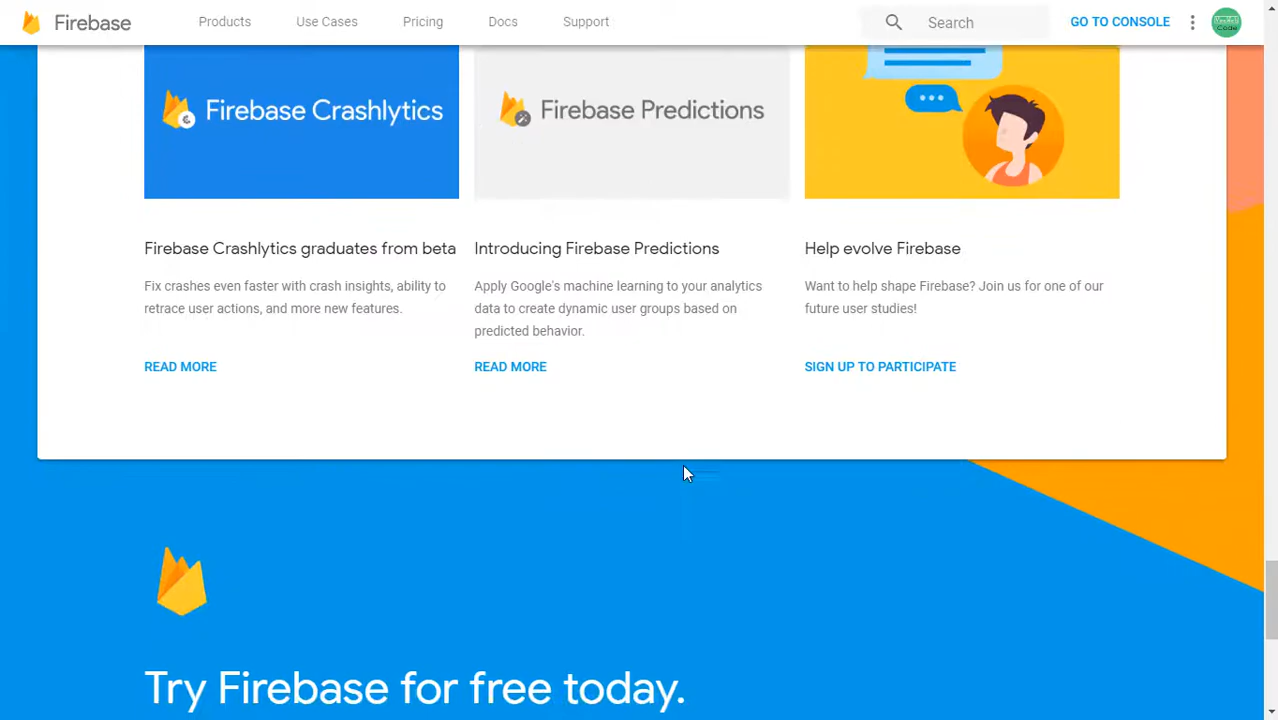 Firebase
Products
Use Cases
Pricing
Docs
Support
Search
GO TO CONSOLE
Firebase Crashlytics
Firebase Predictions
Firebase Crashlytics graduates from beta
Fix crashes even faster with crash insights, ability to
retrace user actions, and more new features.
READ MORE
Introducing Firebase Predictions
Apply Google's machine learning to your analytics
data to create dynamic user groups based on
predicted behavior.
READ MORE
Help evolve Firebase
Want to help shape Firebase? Join us for one of our
future user studies!
SIGN UP TO PARTICIPATE
Try Firebase for free today.